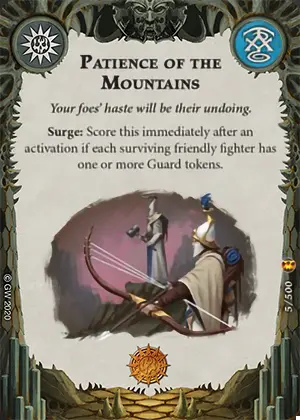 PATIENCE OF THE
MOUNTAINS
Your foes' haste will be their undoing.
Surge: Score this immediately after an
activation if each surviving friendly fighter has
one or more Guard tokens.
© GW 2020
5/500